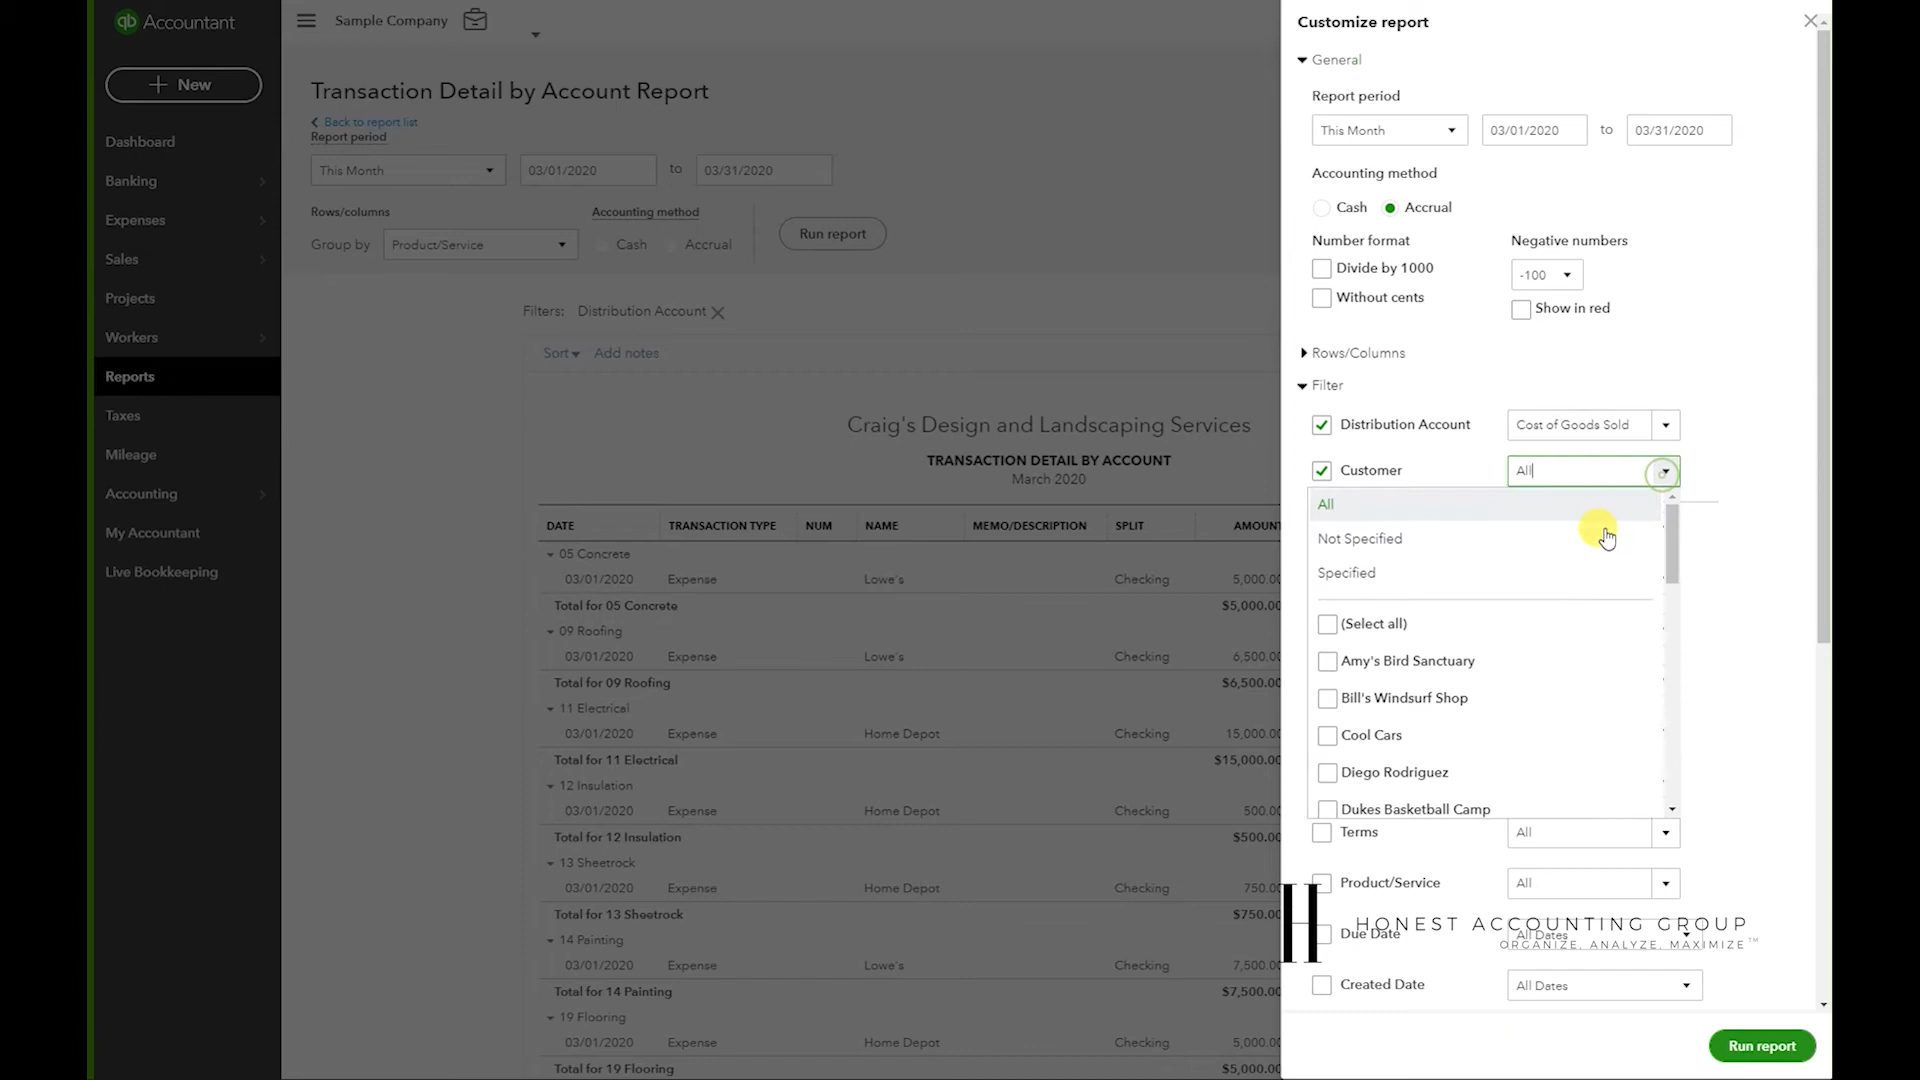 qb Accountant
New
Dashboard
Banking
Expenses
Sales
Projects
Workers
Reports
Taxes
Mileage
Accounting
My Accountant
Live Bookkeeping
Sample Company
Transaction Detail by Account Report
Back to report list
Report period
This Month 03/01/2020 to 03/31/2020
Rows/columns Accounting method
Group by Product/Service Cash Accrual Run report
Filters: Distribution Account
Sort Add notes
Craig's Design and Landscaping Services
TRANSACTION DETAIL BY ACCOUNT
March 2020
DATE TRANSACTION TYPE NUM NAME MEMO/DESCRIPTION SPLIT AMOUNT
05 Concrete
03/01/2020 Expense Lowe's Checking 5,000.00
Total for 05 Concrete $5,000.00
09 Roofing
03/01/2020 Expense Lowe's Checking 6,500.00
Total for 09 Roofing $6,500.00
11 Electrical
03/01/2020 Expense Home Depot Checking 15,000.00
Total for 11 Electrical $15,000.00
12 Insulation
03/01/2020 Expense Home Depot Checking 500.00
Total for 12 Insulation $500.00
13 Sheetrock
03/01/2020 Expense Home Depot Checking 750.00
Total for 13 Sheetrock $750.00
14 Painting
03/01/2020 Expense Lowe's Checking 7,500.00
Total for 14 Painting $7,500.00
19 Flooring
03/01/2020 Expense Home Depot Checking 5,000.00
Total for 19 Flooring $5,000.00
Customize report
General
Report period
This Month 03/01/2020 to 03/31/2020
Accounting method
Cash Accrual
Number format Negative numbers
Divide by 1000 -100
Without cents Show in red
Rows/Columns
Filter
Distribution Account Cost of Goods Sold
Customer All
All
Not Specified
Specified
(Select all)
Amy's Bird Sanctuary
Bill's Windsurf Shop
Cool Cars
Diego Rodriguez
Dukes Basketball Camp
Terms All
Product/Service All
H HONEST ACCOUNTING GROUP
Due Date All Dates
ORGANIZE. ANALYZE. MAXIMIZE™
Created Date All Dates
Run report